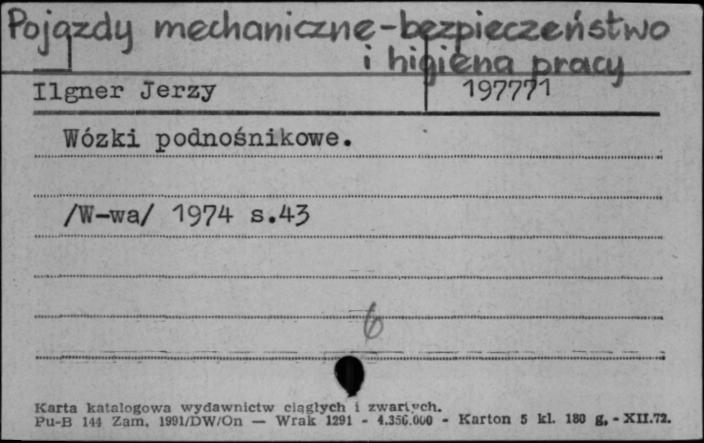 Pojazdy mechaniczne-bezpieczeństwo
i higiena pracy
Ilgner Jerzy 197771
Wózki podnośnikowe.
/W-wa/ 1974 s.43
6
Karta katalogowa wydawnictw ciągłych i zwartych.
Pu-B 144 Zam. 1991/DW/On — Wrak 1291 - 4.350.000 - Karton 5 kl. 180 g. - XII.72.